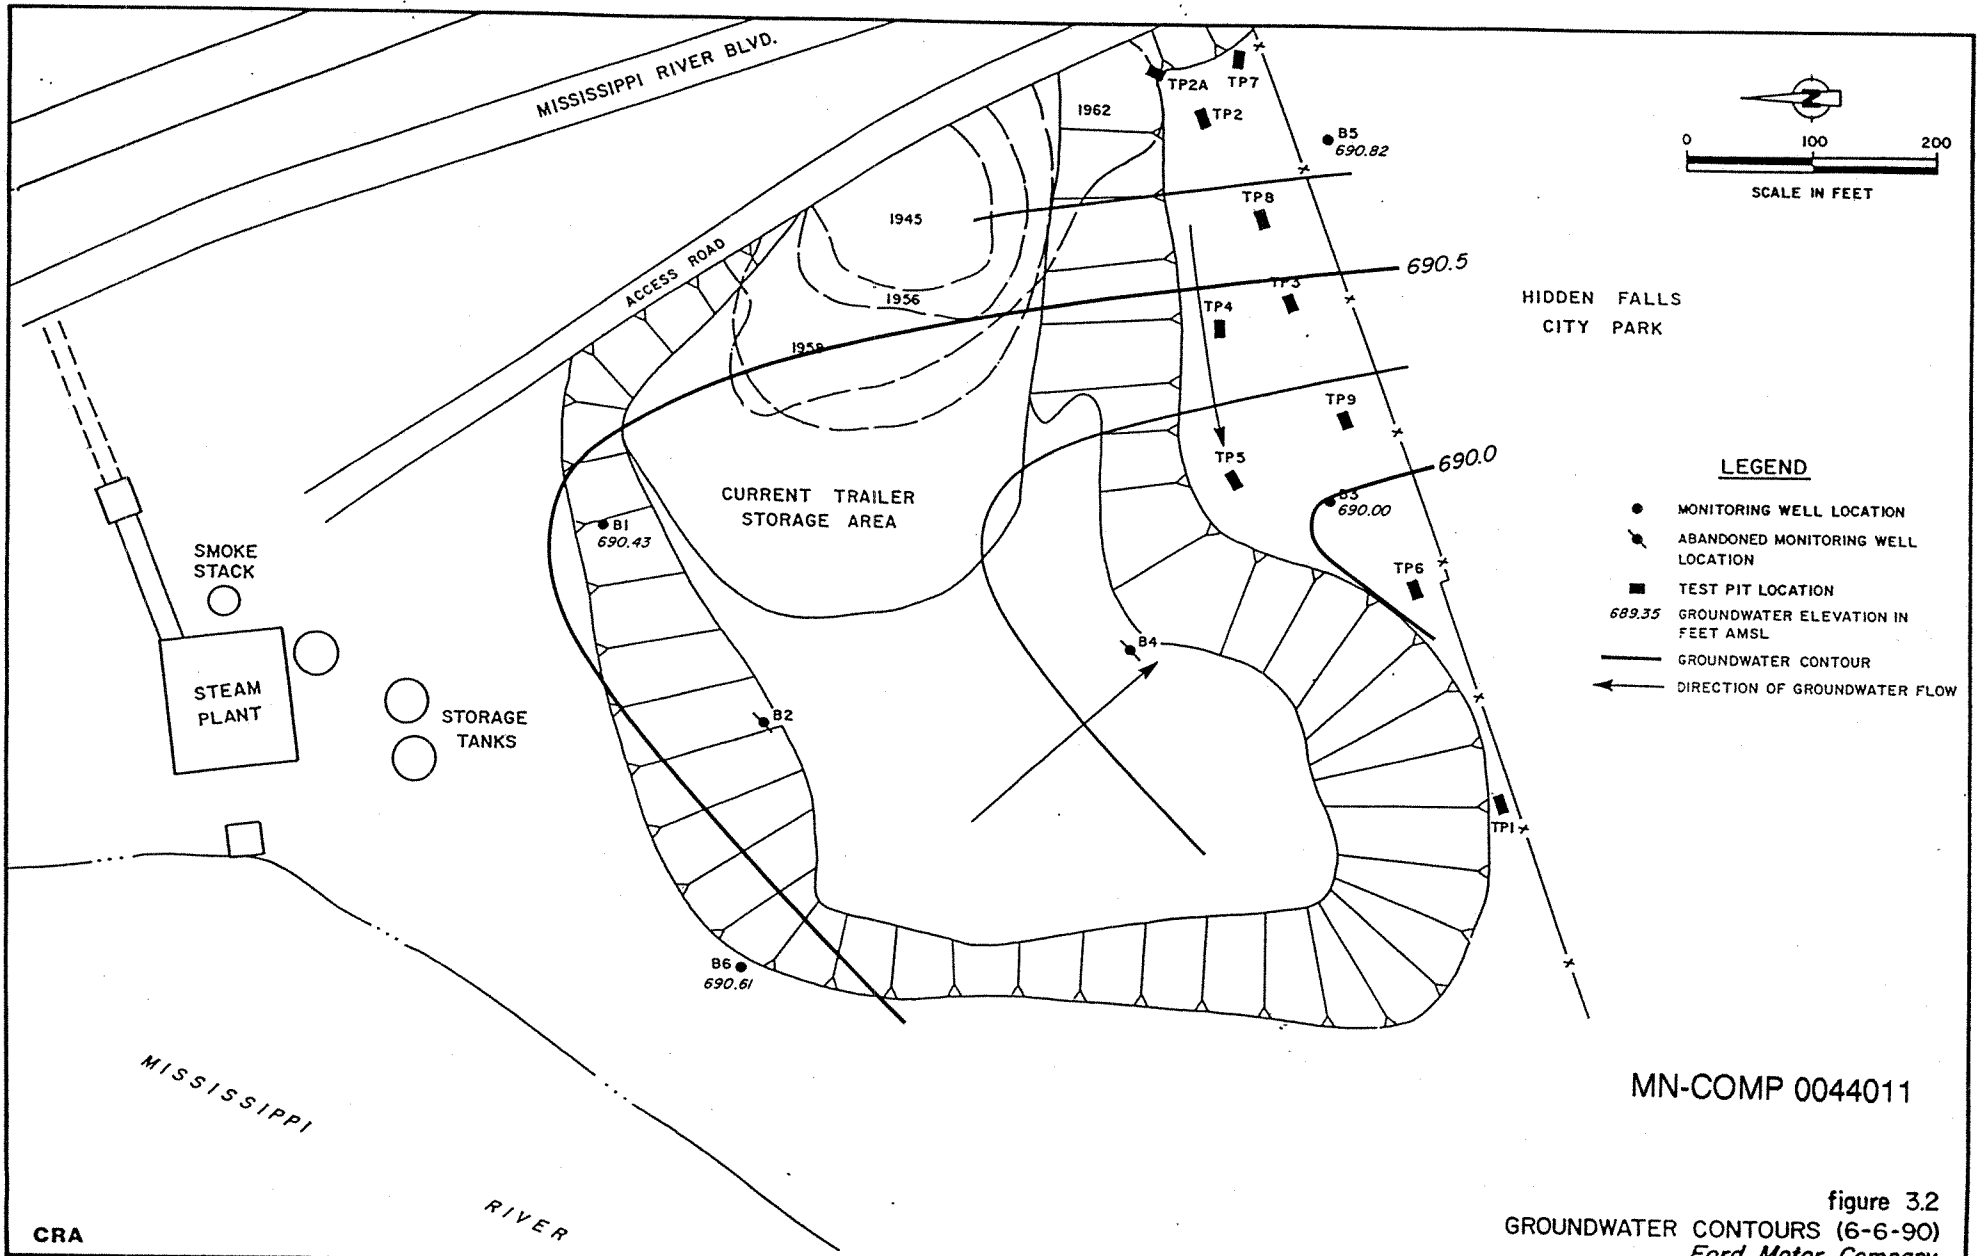 MISSISSIPPI RIVER BLVD.
ACCESS ROAD
1945
1956
1958
1962
TP2A
TP7
TP2
B5
690.82
TP8
690.5
TP3
TP4
TP9
TP5
690.0
B3
690.00
TP6
TP1
N
0 100 200
SCALE IN FEET
HIDDEN FALLS
CITY PARK
LEGEND
MONITORING WELL LOCATION
ABANDONED MONITORING WELL
LOCATION
TEST PIT LOCATION
689.35 GROUNDWATER ELEVATION IN
FEET AMSL
GROUNDWATER CONTOUR
DIRECTION OF GROUNDWATER FLOW
CURRENT TRAILER
STORAGE AREA
B1
690.43
SMOKE
STACK
STEAM
PLANT
STORAGE
TANKS
B2
B4
B6
690.61
MISSISSIPPI
RIVER
MN-COMP 0044011
CRA
figure 3.2
GROUNDWATER CONTOURS (6-6-90)
Ford Motor Company